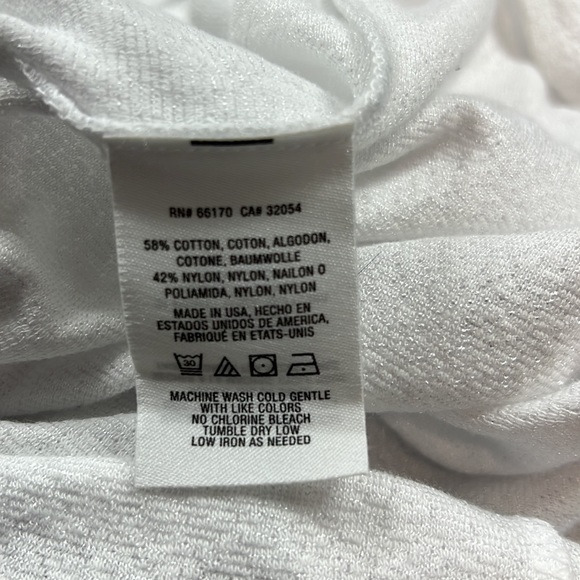 RN# 66170 CA# 32054
58% COTTON, COTON, ALGODON,
COTONE, BAUMWOLLE
42% NYLON, NYLON, NAILON O
POLIAMIDA, NYLON, NYLON
MADE IN USA, HECHO EN
ESTADOS UNIDOS DE AMERICA,
FABRIQUÉ EN ETATS-UNIS
30
MACHINE WASH COLD GENTLE
WITH LIKE COLORS
NO CHLORINE BLEACH
TUMBLE DRY LOW
LOW IRON AS NEEDED